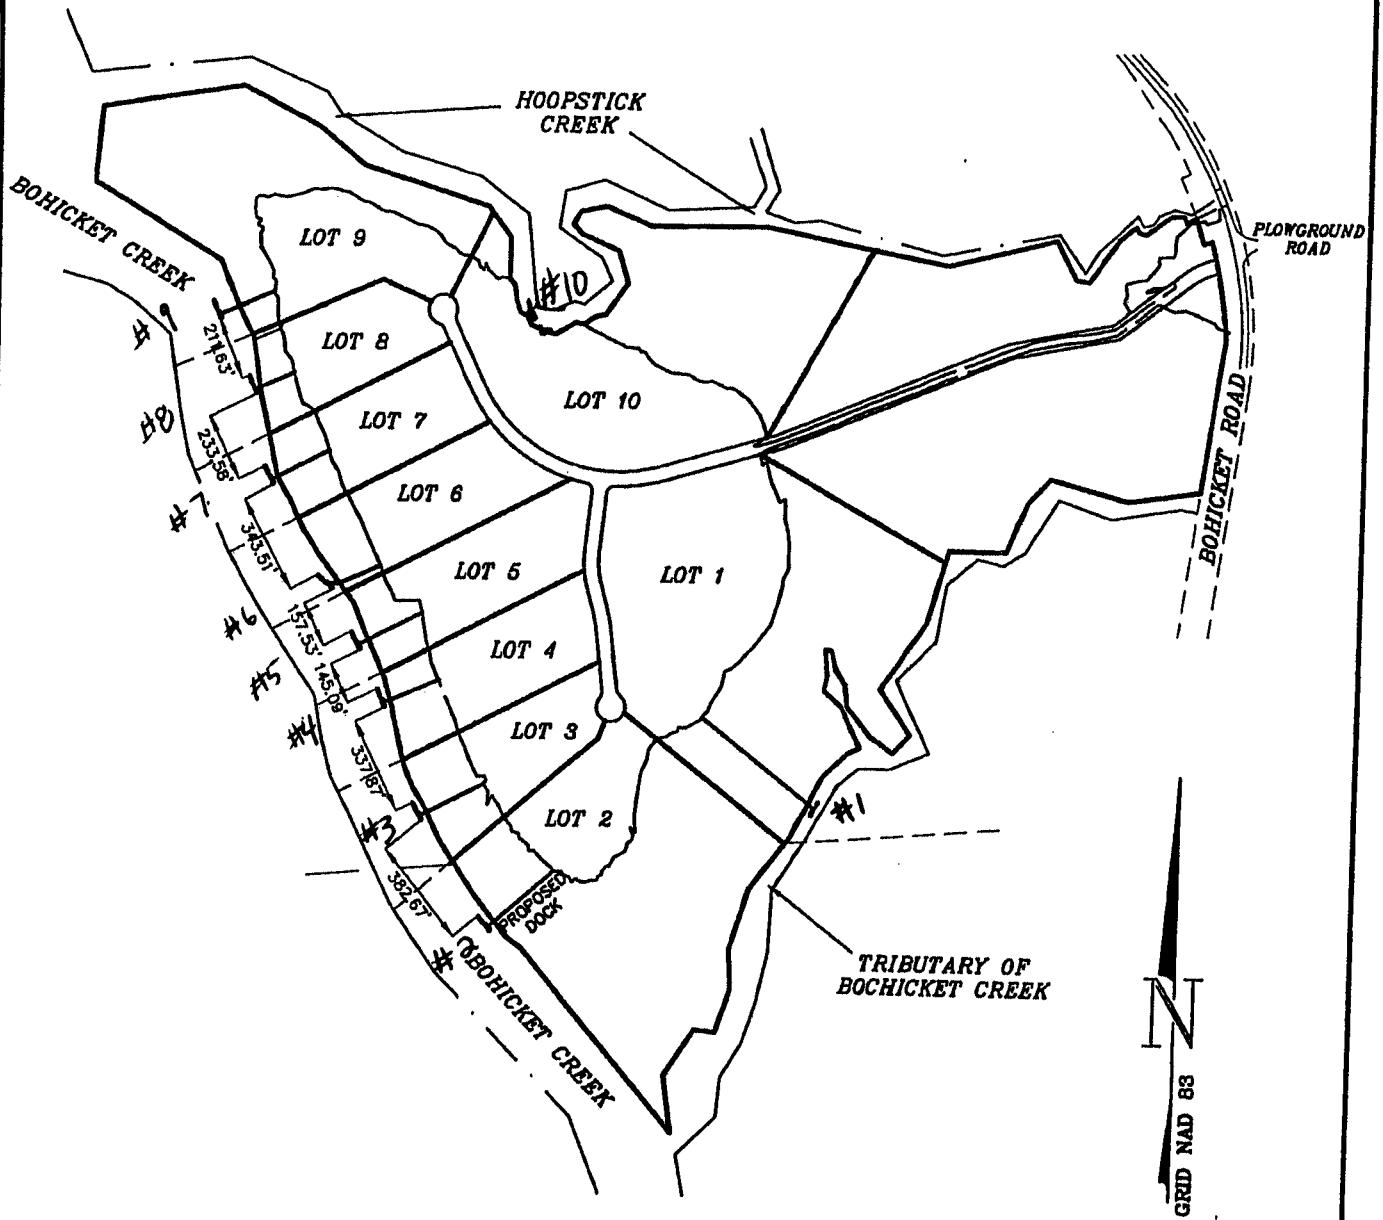 HOOPSTICK
CREEK
BOHICKET CREEK
PLOWGROUND
ROAD
LOT 9
#10
#9
211.63'
LOT 8
LOT 10
#8
LOT 7
233.58'
BOHICKET ROAD
LOT 6
#7
343.51'
LOT 5
LOT 1
#6
157.53'
#5
145.09'
LOT 4
#4
LOT 3
337.87'
#1
#3
LOT 2
382.67'
PROPOSED
DOCK
#2
BOHICKET CREEK
TRIBUTARY OF
BOCHICKET CREEK
N
GRID NAD 83